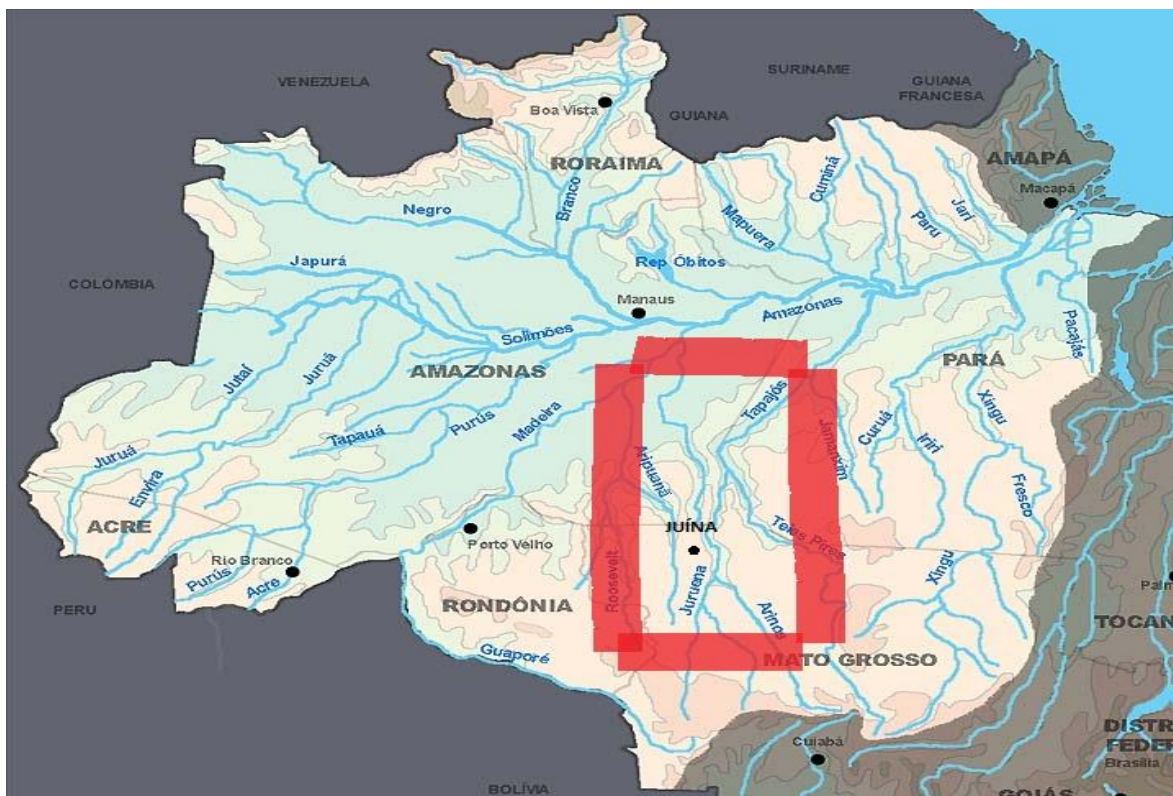 VENEZUELA
SURINAME
GUIANA
FRANCESA
Boa Vista
GUIANA
RORAIMA
AMAPÁ
Macapá
Negro
Branco
Mapuera
Cuminá
Paru
Jari
Japurá
Rep Óbitos
COLÔMBIA
Manaus
Amazonas
Solimões
Pacajás
Jutaí
Juruá
AMAZONAS
PARÁ
Tapajós
Xingu
Madeira
Purús
Tapauá
Juruá
Envira
Aripuanã
Jamanxim
Curuá
Iriri
Fresco
ACRE
JUÍNA
Teles Pires
Porto Velho
Rio Branco
Purús
Acre
Roosevelt
Juruena
Xingu
Palm
PERU
RONDÔNIA
Arinos
TOCAN
Guaporé
MATO GROSSO
Cuiabá
DISTR
FEDER
Brasília
BOLÍVIA
GOIÁS